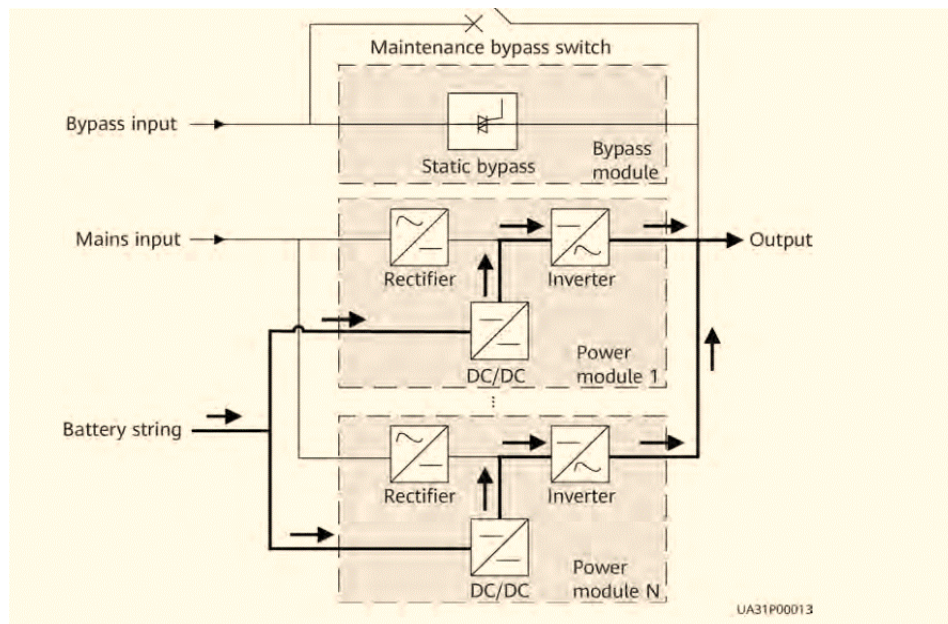 Maintenance bypass switch
Bypass input
Static bypass
Bypass
module
Mains input
Rectifier
Inverter
Output
DC/DC
Power
module 1
Battery string
Rectifier
Inverter
DC/DC
Power
module N
UA31P00013